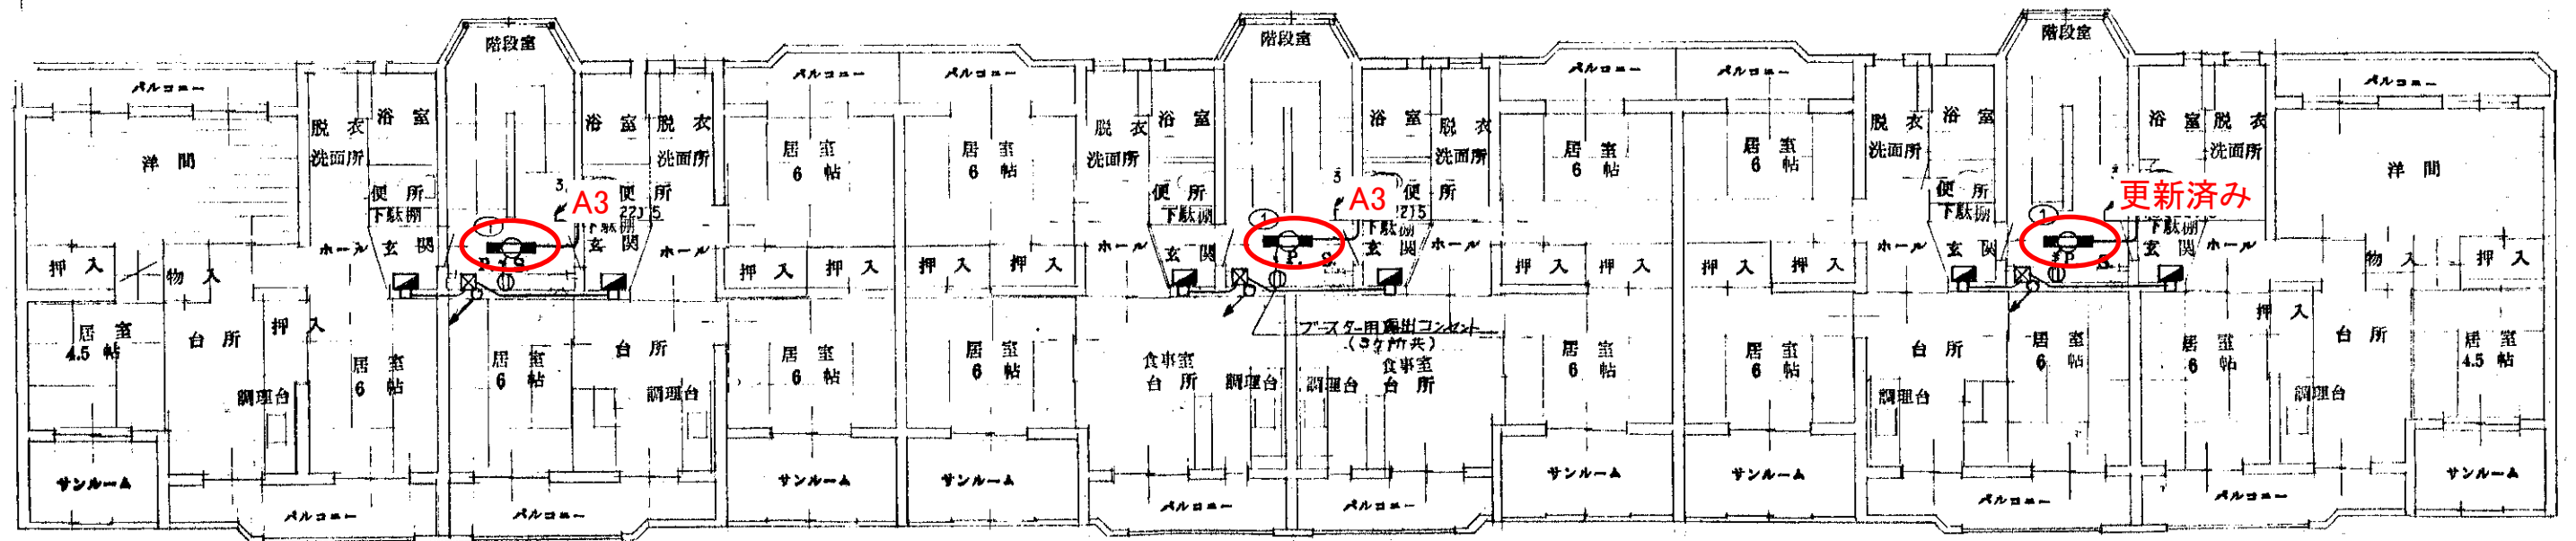 階段室
階段室
階段室
バルコニー
バルコニー
バルコニー
バルコニー
バルコニー
バルコニー
洋間
脱衣
洗面所
浴室
浴室
脱衣
洗面所
居室
6帖
居室
6帖
脱衣
洗面所
浴室
浴室
脱衣
洗面所
居室
6帖
居室
6帖
脱衣
洗面所
浴室
浴室
脱衣
洗面所
洋間
便所
下駄棚
3
A3
便所
下駄棚
便所
下駄棚
3
A3
便所
下駄棚
便所
下駄棚
更新済み
ホール
玄関
1
P.S.
玄関
ホール
ホール
玄関
1
P.S.
玄関
ホール
ホール
玄関
1
P.S.
玄関
ホール
押入
物入
押入
押入
押入
押入
押入
押入
押入
押入
物入
押入
居室
4.5帖
台所
押入
居室
6帖
居室
6帖
台所
調理台
調理台
居室
6帖
居室
6帖
ブースター用露出コンセント
(3ヶ所共)
食事室
台所
調理台
調理台
食事室
台所
居室
6帖
居室
6帖
台所
調理台
居室
6帖
居室
6帖
押入
台所
調理台
居室
4.5帖
サンルーム
サンルーム
サンルーム
サンルーム
サンルーム
サンルーム
バルコニー
バルコニー
バルコニー
バルコニー
バルコニー
バルコニー